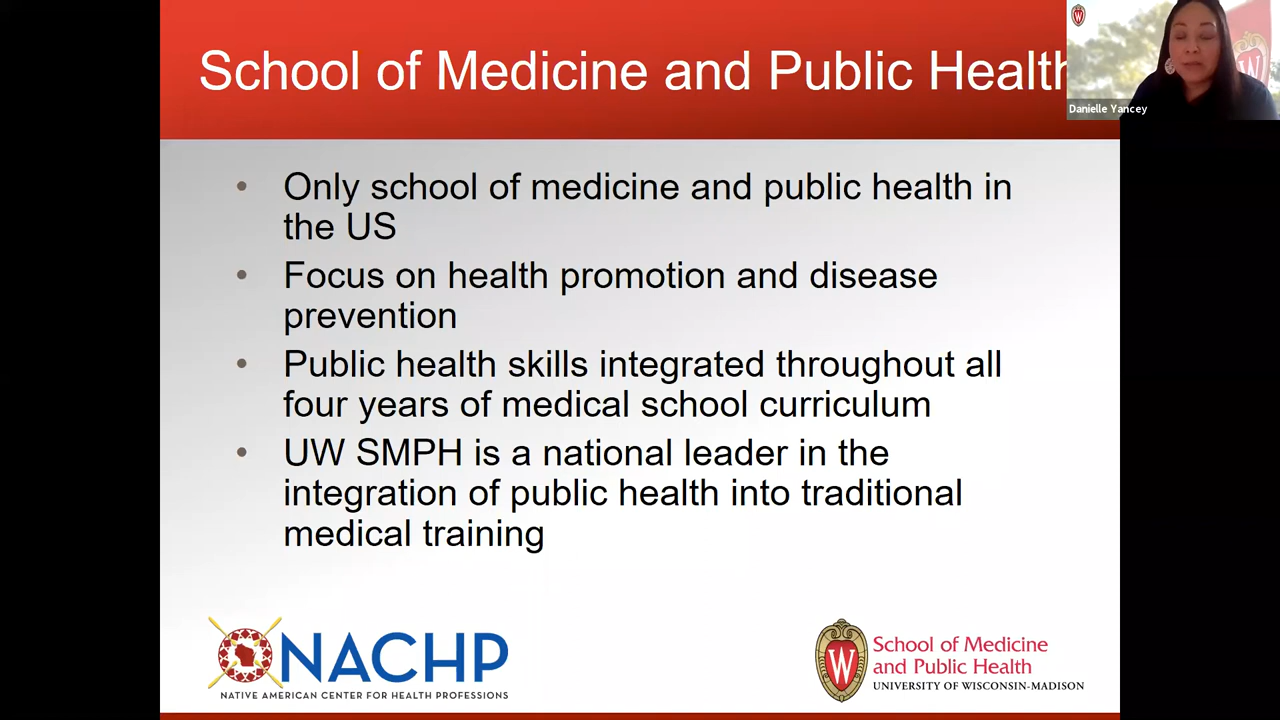 School of Medicine and Public Health
Danielle Yancey
• Only school of medicine and public health in
the US
• Focus on health promotion and disease
prevention
• Public health skills integrated throughout all
four years of medical school curriculum
• UW SMPH is a national leader in the
integration of public health into traditional
medical training
NACHP
NATIVE AMERICAN CENTER FOR HEALTH PROFESSIONS
W
School of Medicine
and Public Health
UNIVERSITY OF WISCONSIN-MADISON